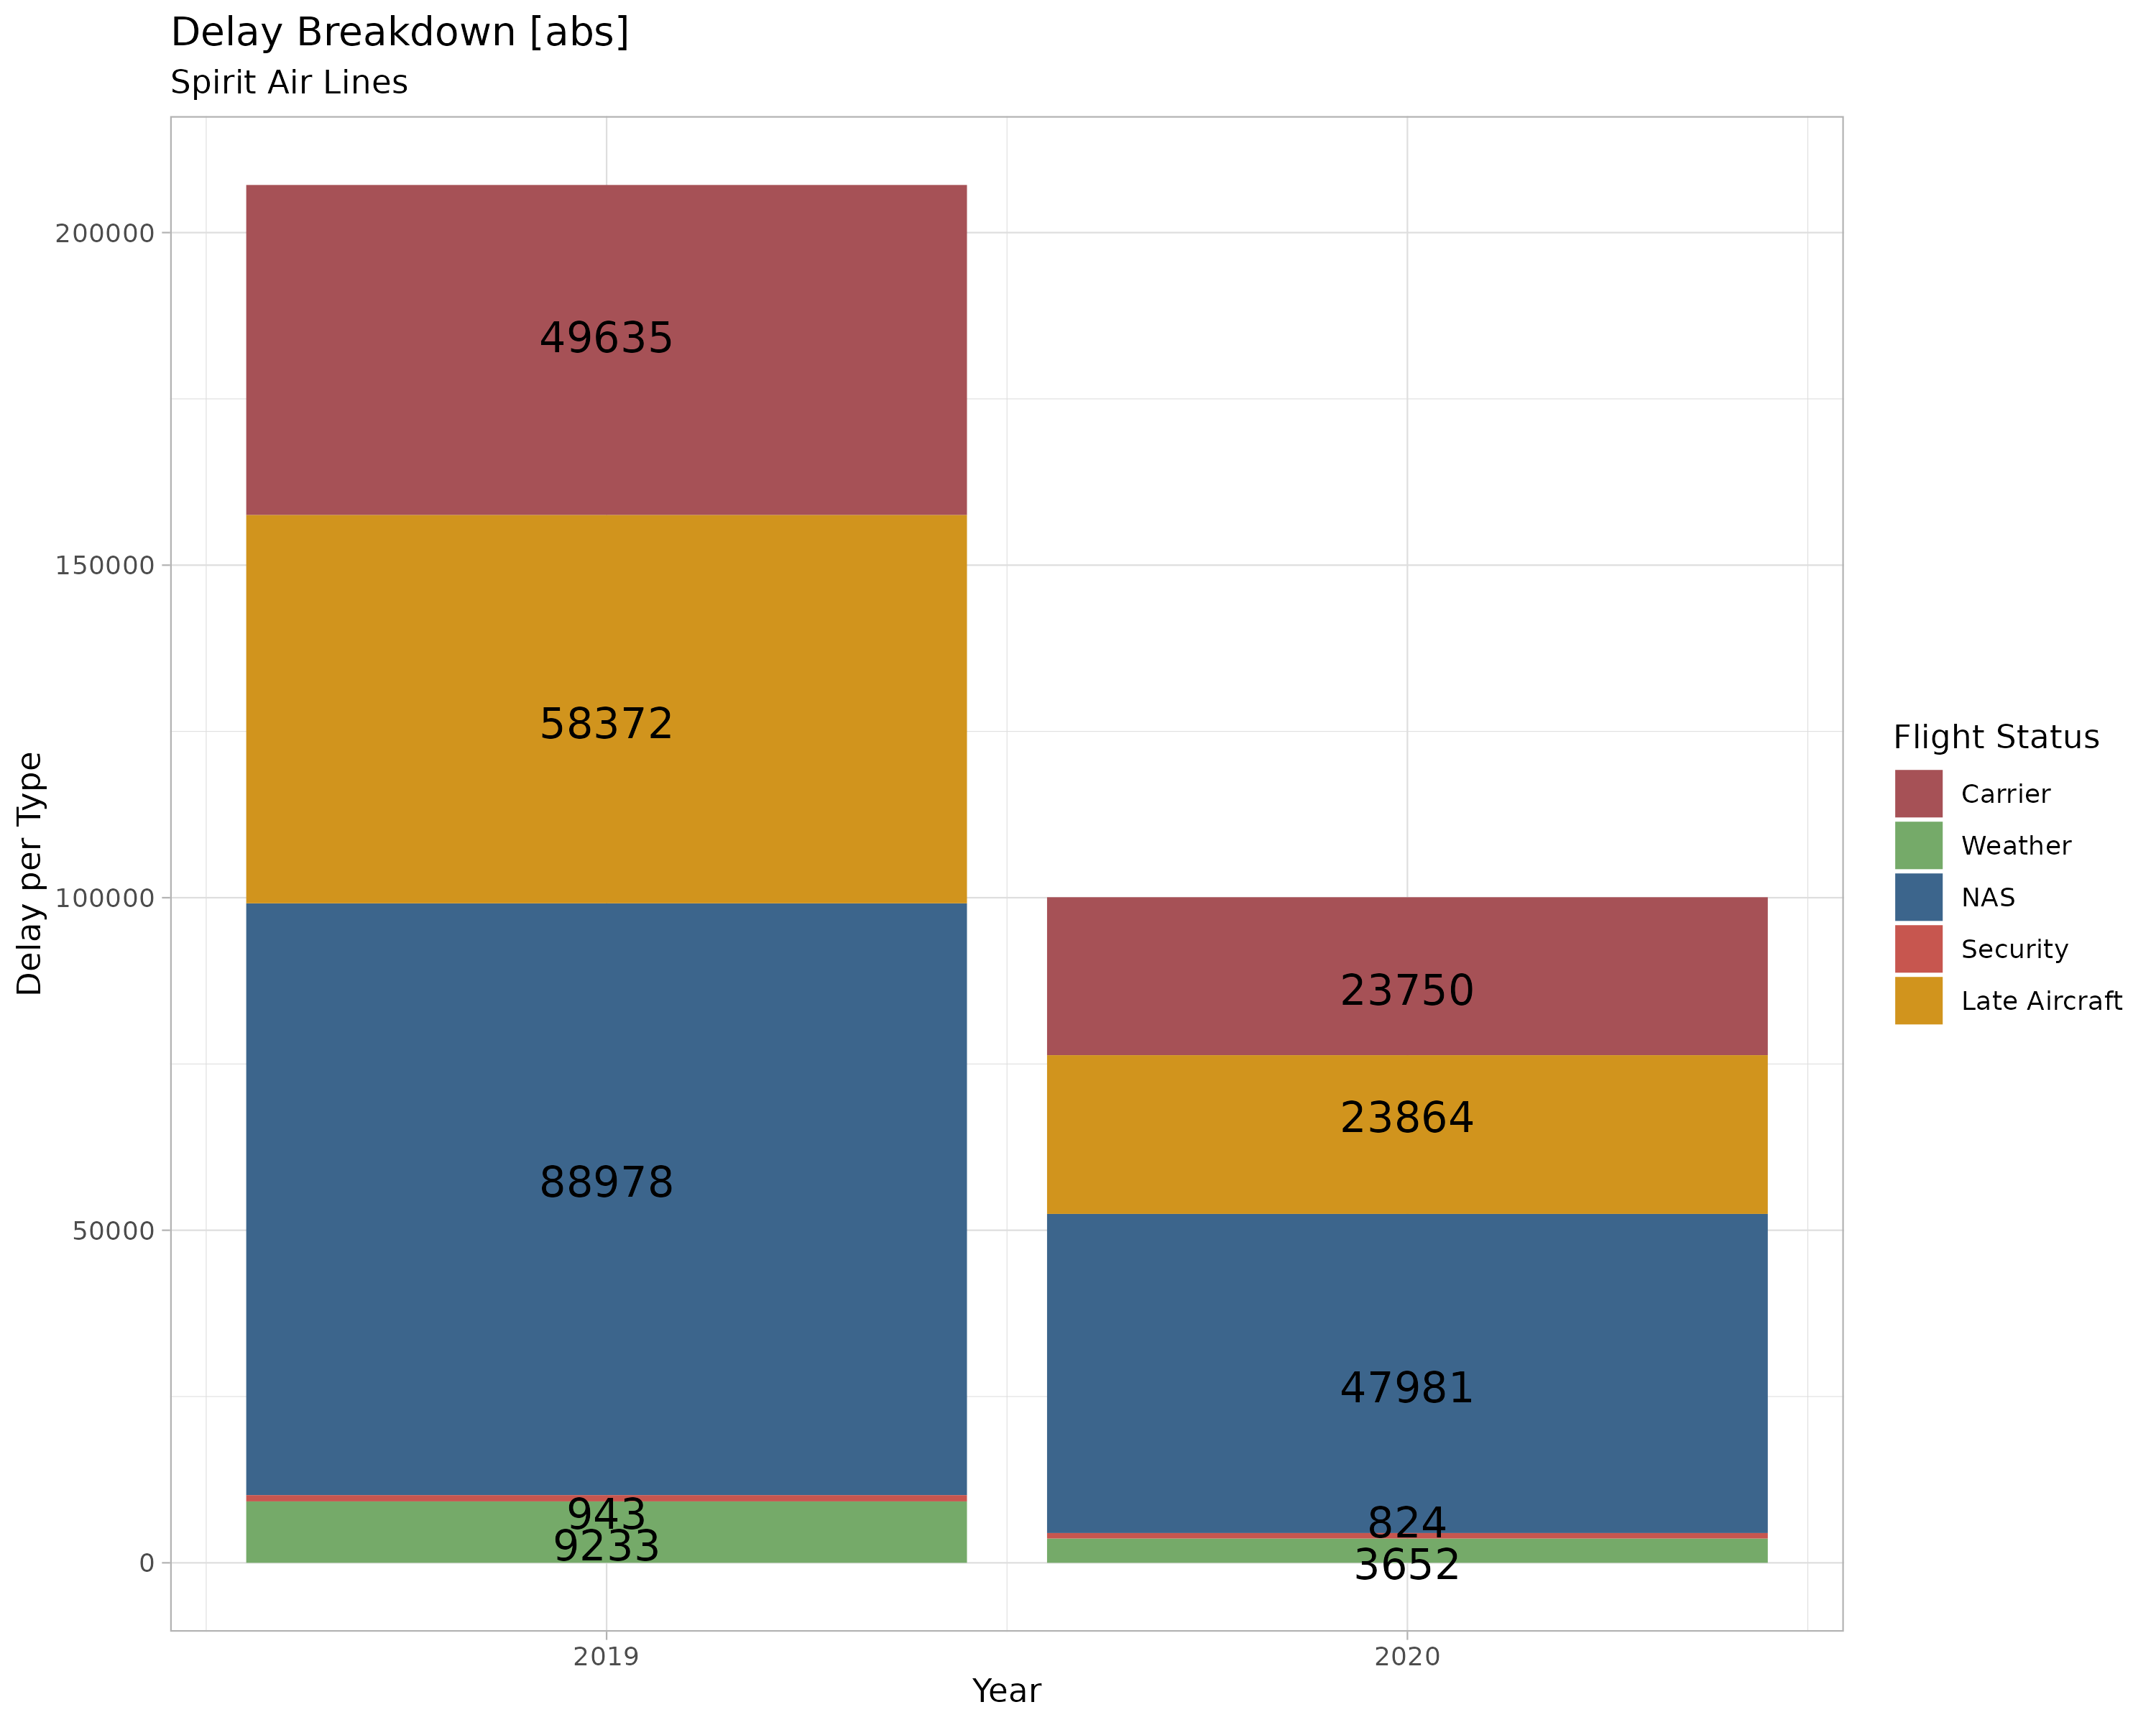 Delay Breakdown [abs]
Spirit Air Lines
Delay per Type
200000
150000
100000
50000
0
49635
58372
88978
943
9233
23750
23864
47981
824
3652
2019
2020
Year
Flight Status
Carrier
Weather
NAS
Security
Late Aircraft